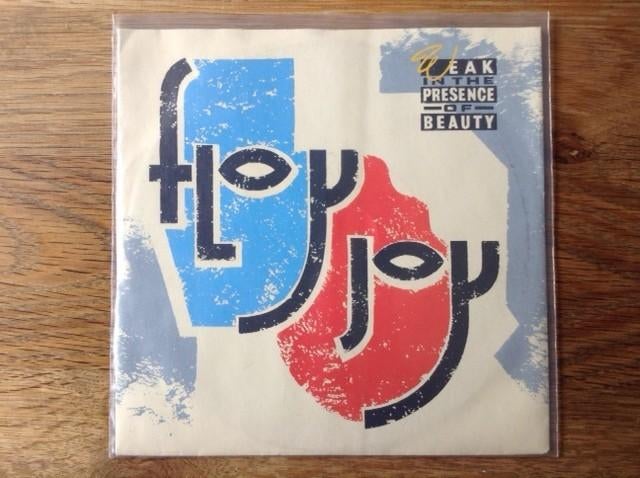 WEAK
IN THE
PRESENCE
OF
BEAUTY
fLOY
JOY